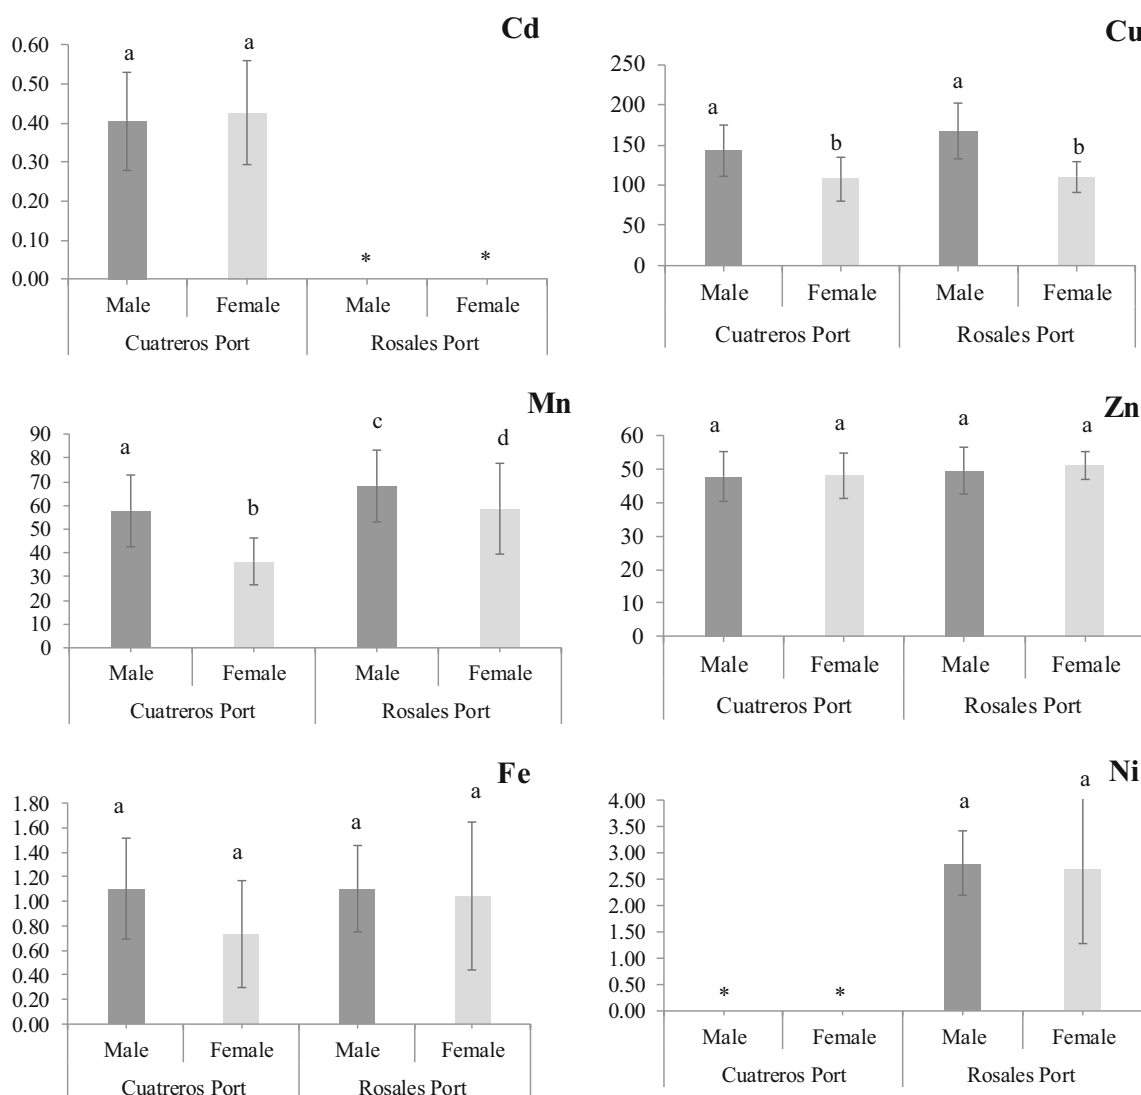 Cd
0.60
0.50
0.40
0.30
0.20
0.10
0.00
a
a
*
*
Male
Female
Male
Female
Cuatreros Port
Rosales Port
Cu
250
200
150
100
50
0
a
b
a
b
Male
Female
Male
Female
Cuatreros Port
Rosales Port
Mn
90
80
70
60
50
40
30
20
10
0
a
b
c
d
Male
Female
Male
Female
Cuatreros Port
Rosales Port
Zn
60
50
40
30
20
10
0
a
a
a
a
Male
Female
Male
Female
Cuatreros Port
Rosales Port
Fe
1.80
1.60
1.40
1.20
1.00
0.80
0.60
0.40
0.20
0.00
a
a
a
a
Male
Female
Male
Female
Cuatreros Port
Rosales Port
Ni
4.00
3.50
3.00
2.50
2.00
1.50
1.00
0.50
0.00
*
*
a
a
Male
Female
Male
Female
Cuatreros Port
Rosales Port